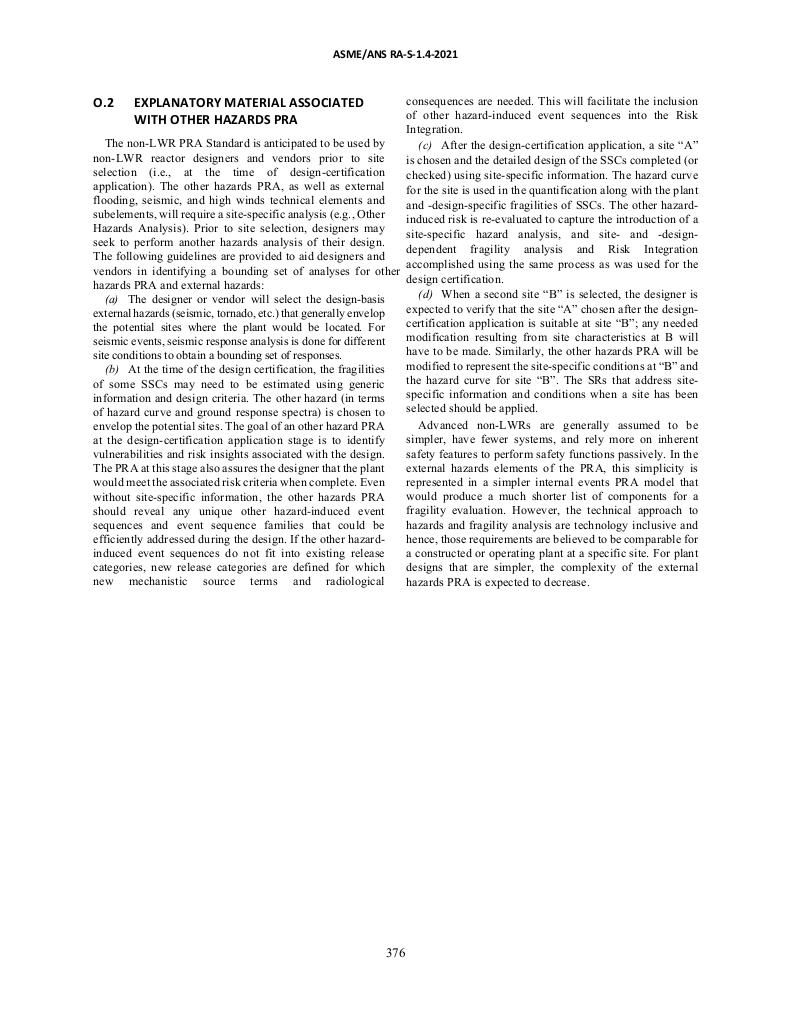 ASME/ANS RA-S-1.4-2021
O.2 EXPLANATORY MATERIAL ASSOCIATED
WITH OTHER HAZARDS PRA
The non-LWR PRA Standard is anticipated to be used by
non-LWR reactor designers and vendors prior to site
selection (i.e., at the time of design-certification
application). The other hazards PRA, as well as external
flooding, seismic, and high winds technical elements and
subelements, will require a site-specific analysis (e.g., Other
Hazards Analysis). Prior to site selection, designers may
seek to perform another hazards analysis of their design.
The following guidelines are provided to aid designers and
vendors in identifying a bounding set of analyses for other
hazards PRA and external hazards:
(a) The designer or vendor will select the design-basis
external hazards (seismic, tornado, etc.) that generally envelop
the potential sites where the plant would be located. For
seismic events, seismic response analysis is done for different
site conditions to obtain a bounding set of responses.
(b) At the time of the design certification, the fragilities
of some SSCs may need to be estimated using generic
information and design criteria. The other hazard (in terms
of hazard curve and ground response spectra) is chosen to
envelop the potential sites. The goal of an other hazard PRA
at the design-certification application stage is to identify
vulnerabilities and risk insights associated with the design.
The PRA at this stage also assures the designer that the plant
would meet the associated risk criteria when complete. Even
without site-specific information, the other hazards PRA
should reveal any unique other hazard-induced event
sequences and event sequence families that could be
efficiently addressed during the design. If the other hazard-
induced event sequences do not fit into existing release
categories, new release categories are defined for which
new mechanistic source terms and radiological
consequences are needed. This will facilitate the inclusion
of other hazard-induced event sequences into the Risk
Integration.
(c) After the design-certification application, a site “A”
is chosen and the detailed design of the SSCs completed (or
checked) using site-specific information. The hazard curve
for the site is used in the quantification along with the plant
and -design-specific fragilities of SSCs. The other hazard-
induced risk is re-evaluated to capture the introduction of a
site-specific hazard analysis, and site- and -design-
dependent fragility analysis and Risk Integration
accomplished using the same process as was used for the
design certification.
(d) When a second site “B” is selected, the designer is
expected to verify that the site “A” chosen after the design-
certification application is suitable at site “B”; any needed
modification resulting from site characteristics at B will
have to be made. Similarly, the other hazards PRA will be
modified to represent the site-specific conditions at “B” and
the hazard curve for site “B”. The SRs that address site-
specific information and conditions when a site has been
selected should be applied.
Advanced non-LWRs are generally assumed to be
simpler, have fewer systems, and rely more on inherent
safety features to perform safety functions passively. In the
external hazards elements of the PRA, this simplicity is
represented in a simpler internal events PRA model that
would produce a much shorter list of components for a
fragility evaluation. However, the technical approach to
hazards and fragility analysis are technology inclusive and
hence, those requirements are believed to be comparable for
a constructed or operating plant at a specific site. For plant
designs that are simpler, the complexity of the external
hazards PRA is expected to decrease.
376